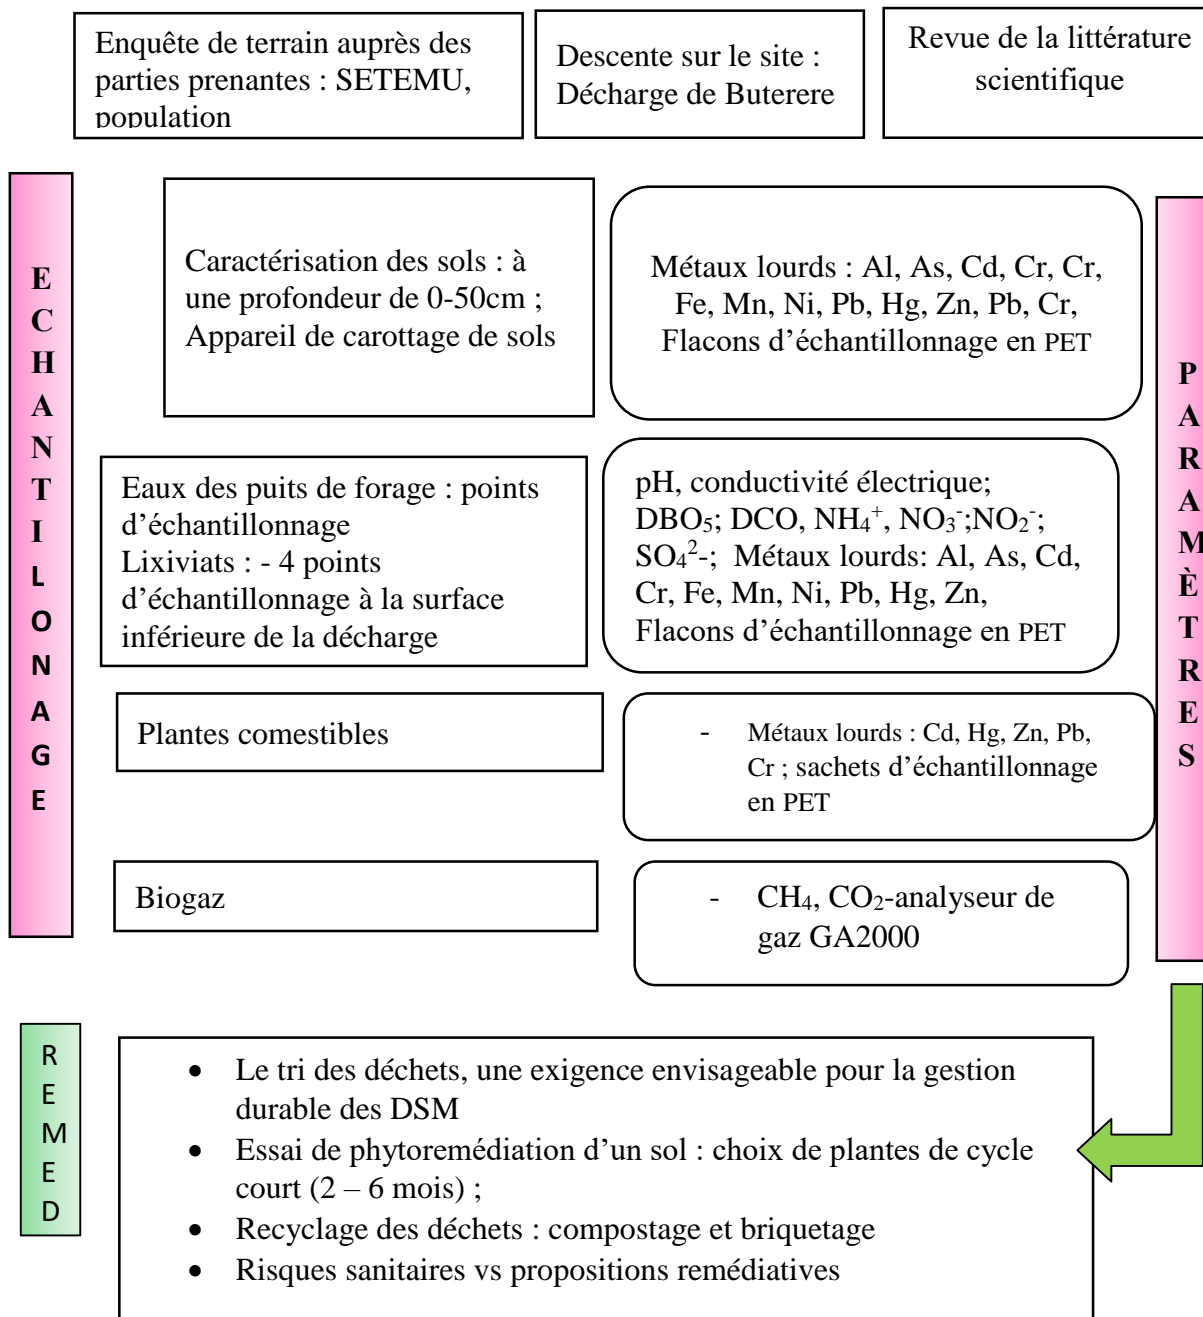 Enquête de terrain auprès des
parties prenantes : SETEMU,
population
Descente sur le site :
Décharge de Buterere
Revue de la littérature
scientifique
E
C
H
A
N
T
I
L
O
N
A
G
E
Caractérisation des sols : à
une profondeur de 0-50cm ;
Appareil de carottage de sols
Métaux lourds : Al, As, Cd, Cr, Cr,
Fe, Mn, Ni, Pb, Hg, Zn, Pb, Cr,
Flacons d’échantillonnage en PET
P
A
R
A
M
È
T
R
E
S
Eaux des puits de forage : points
d’échantillonnage
Lixiviats : - 4 points
d’échantillonnage à la surface
inférieure de la décharge
pH, conductivité électrique;
DBO₅; DCO, NH₄⁺, NO₃⁻;NO₂⁻;
SO₄²-; Métaux lourds: Al, As, Cd,
Cr, Fe, Mn, Ni, Pb, Hg, Zn,
Flacons d’échantillonnage en PET
Plantes comestibles
- Métaux lourds : Cd, Hg, Zn, Pb,
Cr ; sachets d’échantillonnage
en PET
Biogaz
- CH₄, CO₂-analyseur de
gaz GA2000
R
E
M
E
D
• Le tri des déchets, une exigence envisageable pour la gestion
durable des DSM
• Essai de phytoremédiation d’un sol : choix de plantes de cycle
court (2 – 6 mois) ;
• Recyclage des déchets : compostage et briquetage
• Risques sanitaires vs propositions remédiatives